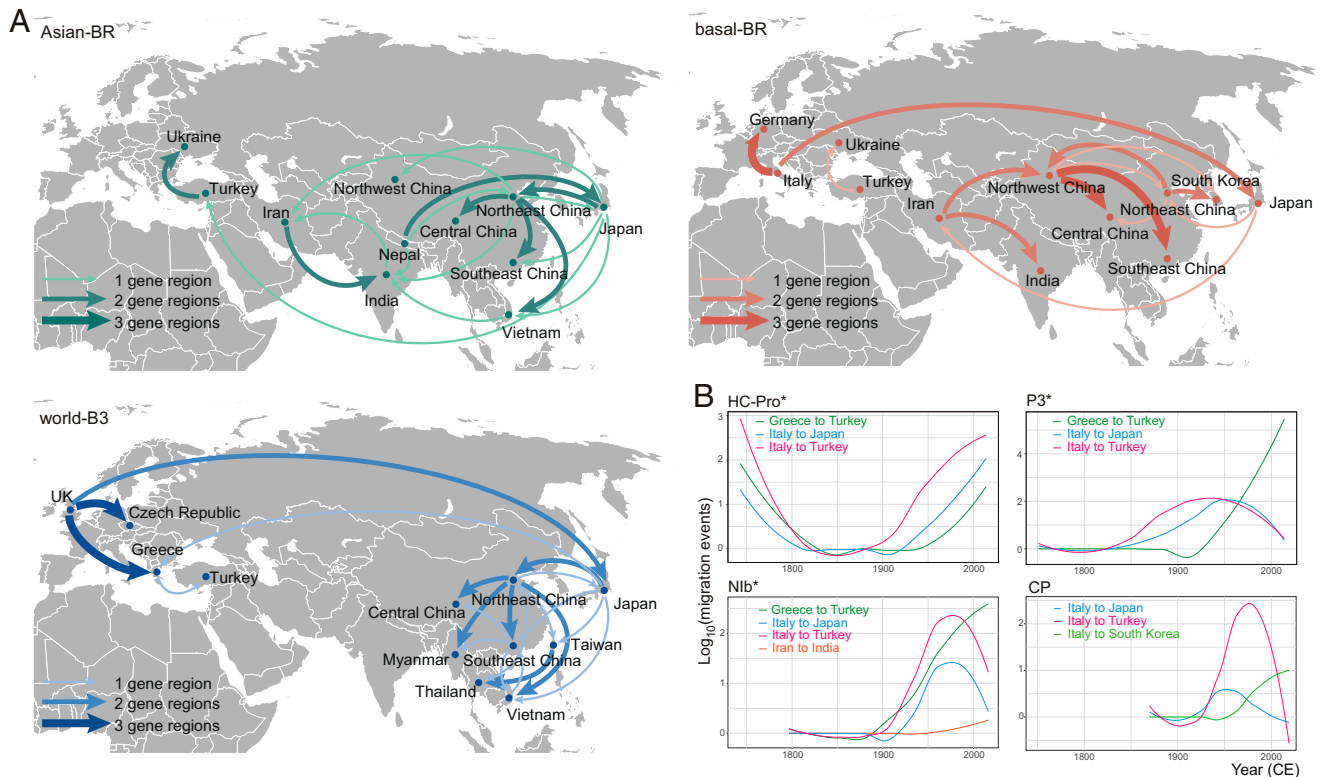 A
Asian-BR
Ukraine
Turkey
Northwest China
Iran
Northeast China
Central China
Japan
Nepal
Southeast China
India
Vietnam
1 gene region
2 gene regions
3 gene regions
basal-BR
Germany
Ukraine
Italy
Turkey
Northwest China
South Korea
Iran
Northeast China
Japan
Central China
Southeast China
India
1 gene region
2 gene regions
3 gene regions
world-B3
UK
Czech Republic
Greece
Turkey
Northeast China
Central China
Japan
Taiwan
Myanmar
Southeast China
Thailand
Vietnam
1 gene region
2 gene regions
3 gene regions
B
HC-Pro*
Greece to Turkey
Italy to Japan
Italy to Turkey
3
2
1
0
1800
1900
2000
P3*
Greece to Turkey
Italy to Japan
Italy to Turkey
4
2
0
1800
1900
2000
NIb*
Greece to Turkey
Italy to Japan
Italy to Turkey
Iran to India
2
1
0
1800
1900
2000
CP
Italy to Japan
Italy to Turkey
Italy to South Korea
2
1
0
1800
1900
2000
Log10(migration events)
Year (CE)